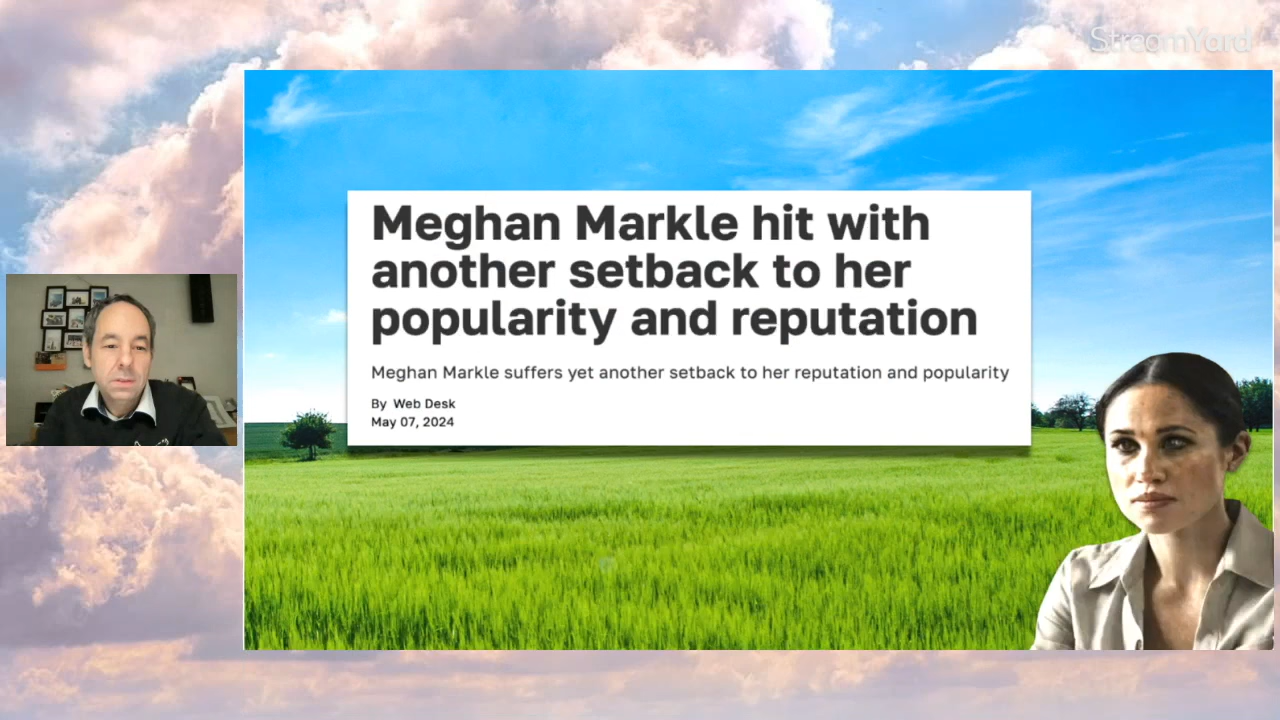 StreamYard
Meghan Markle hit with
another setback to her
popularity and reputation
Meghan Markle suffers yet another setback to her reputation and popularity
By Web Desk
May 07, 2024